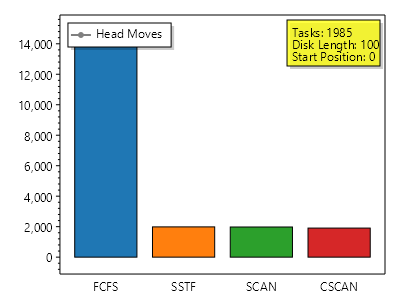 Head Moves
Tasks: 1985
Disk Length: 100
Start Position: 0
14,000
12,000
10,000
8,000
6,000
4,000
2,000
0
FCFS SSTF SCAN CSCAN